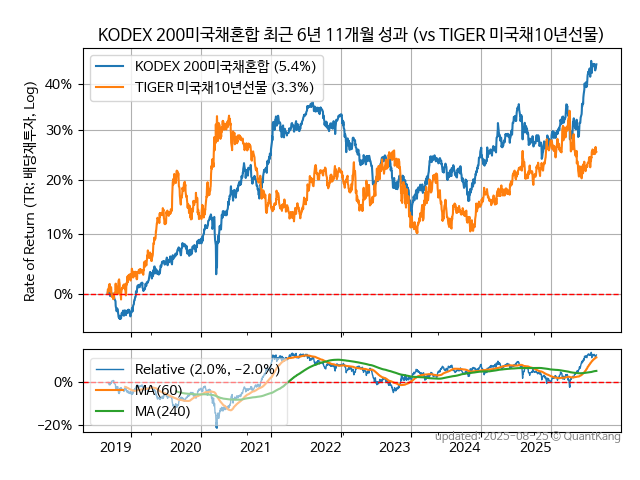 KODEX 200미국채혼합 최근 6년 11개월 성과 (vs TIGER 미국채10년선물)
KODEX 200미국채혼합 (5.4%)
TIGER 미국채10년선물 (3.3%)
40%
30%
20%
10%
0%
Rate of Return (TR: 배당재투자, Log)
Relative (2.0%, −2.0%)
MA(60)
MA(240)
0%
−20%
2019 2020 2021 2022 2023 2024 2025
updated: 2025-08-25 © QuantKang